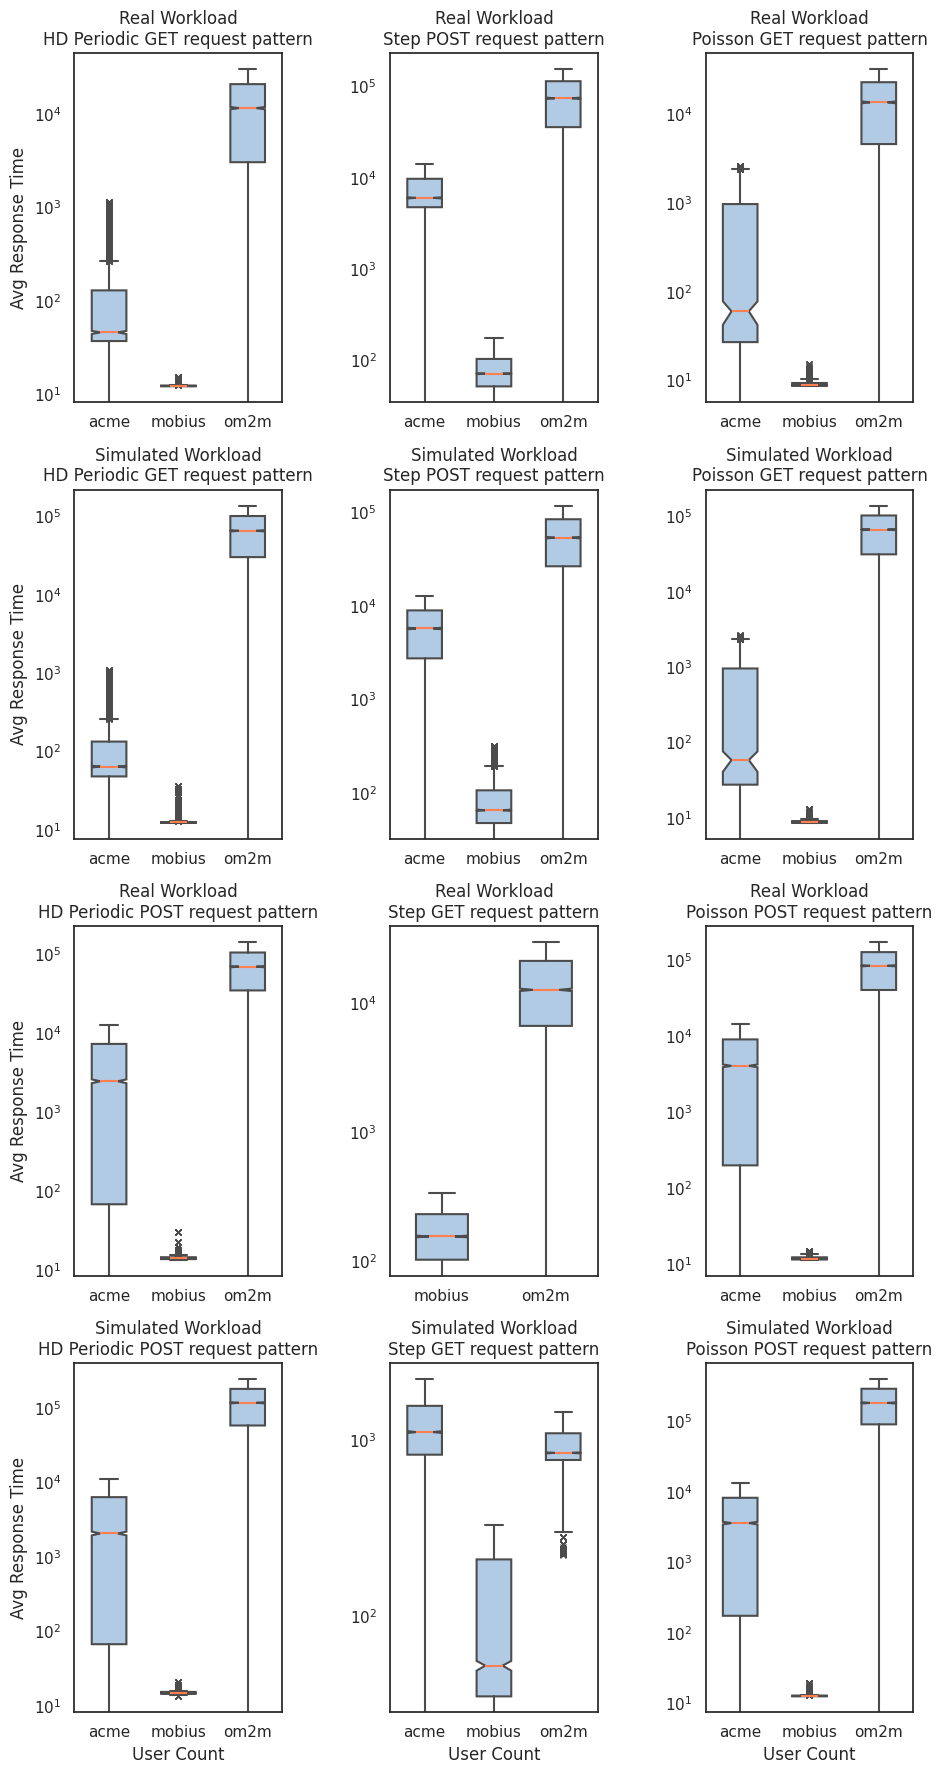 Real Workload
HD Periodic GET request pattern
Real Workload
Step POST request pattern
Real Workload
Poisson GET request pattern
Avg Response Time
10^4
10^3
10^2
10^1
acme mobius om2m
10^5
10^4
10^3
10^2
acme mobius om2m
10^4
10^3
10^2
10^1
acme mobius om2m
Simulated Workload
HD Periodic GET request pattern
Simulated Workload
Step POST request pattern
Simulated Workload
Poisson GET request pattern
Avg Response Time
10^5
10^4
10^3
10^2
10^1
acme mobius om2m
10^5
10^4
10^3
10^2
acme mobius om2m
10^5
10^4
10^3
10^2
10^1
acme mobius om2m
Real Workload
HD Periodic POST request pattern
Real Workload
Step GET request pattern
Real Workload
Poisson POST request pattern
Avg Response Time
10^5
10^4
10^3
10^2
10^1
acme mobius om2m
10^4
10^3
10^2
mobius om2m
10^5
10^4
10^3
10^2
10^1
acme mobius om2m
Simulated Workload
HD Periodic POST request pattern
Simulated Workload
Step GET request pattern
Simulated Workload
Poisson POST request pattern
Avg Response Time
10^5
10^4
10^3
10^2
10^1
acme mobius om2m
User Count
10^3
10^2
acme mobius om2m
User Count
10^5
10^4
10^3
10^2
10^1
acme mobius om2m
User Count